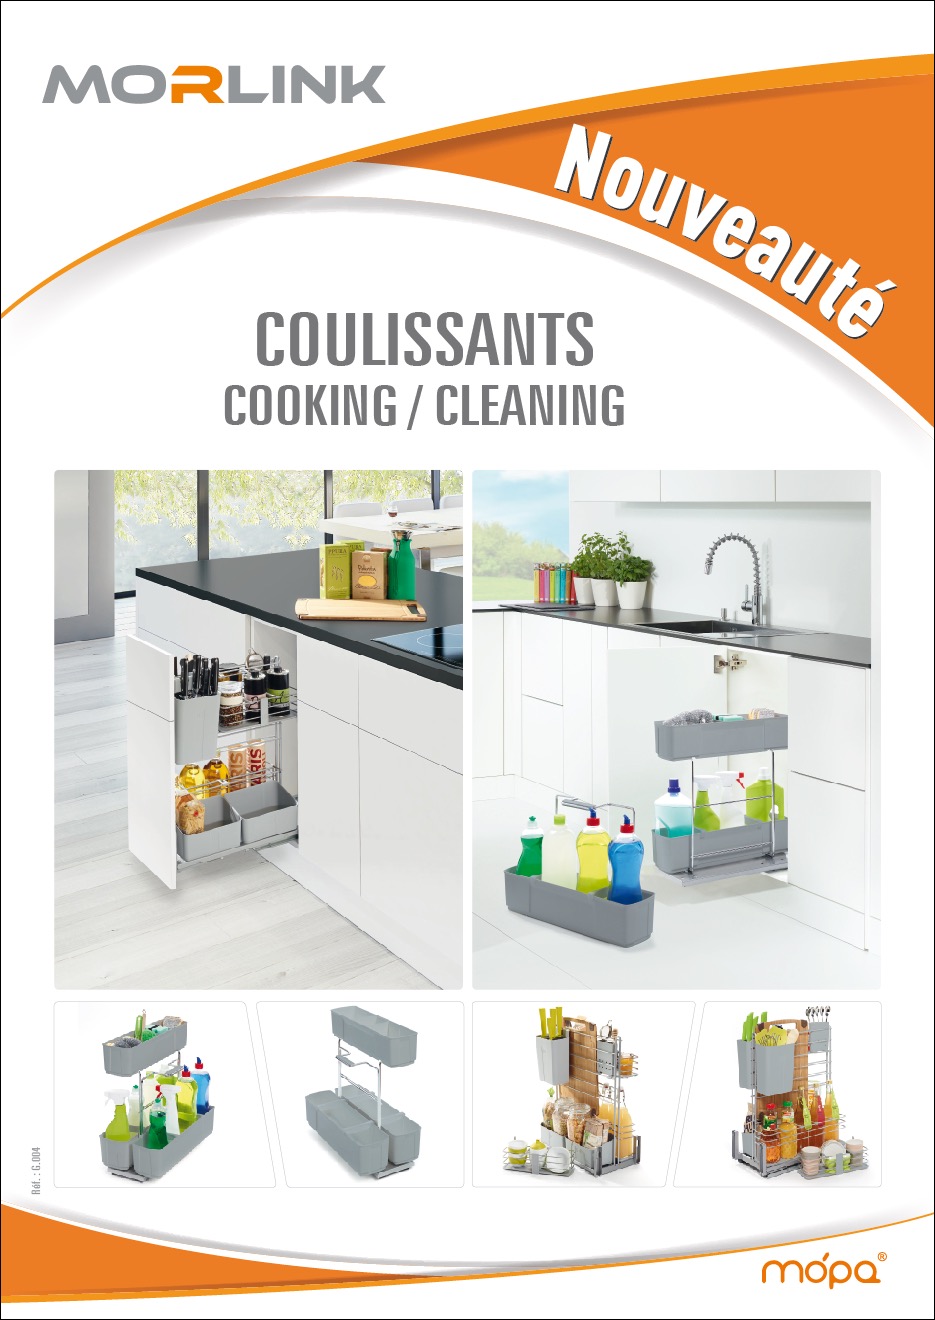 MORLINK
Nouveauté
COULISSANTS
COOKING / CLEANING
Réf. : G.004
mópa®